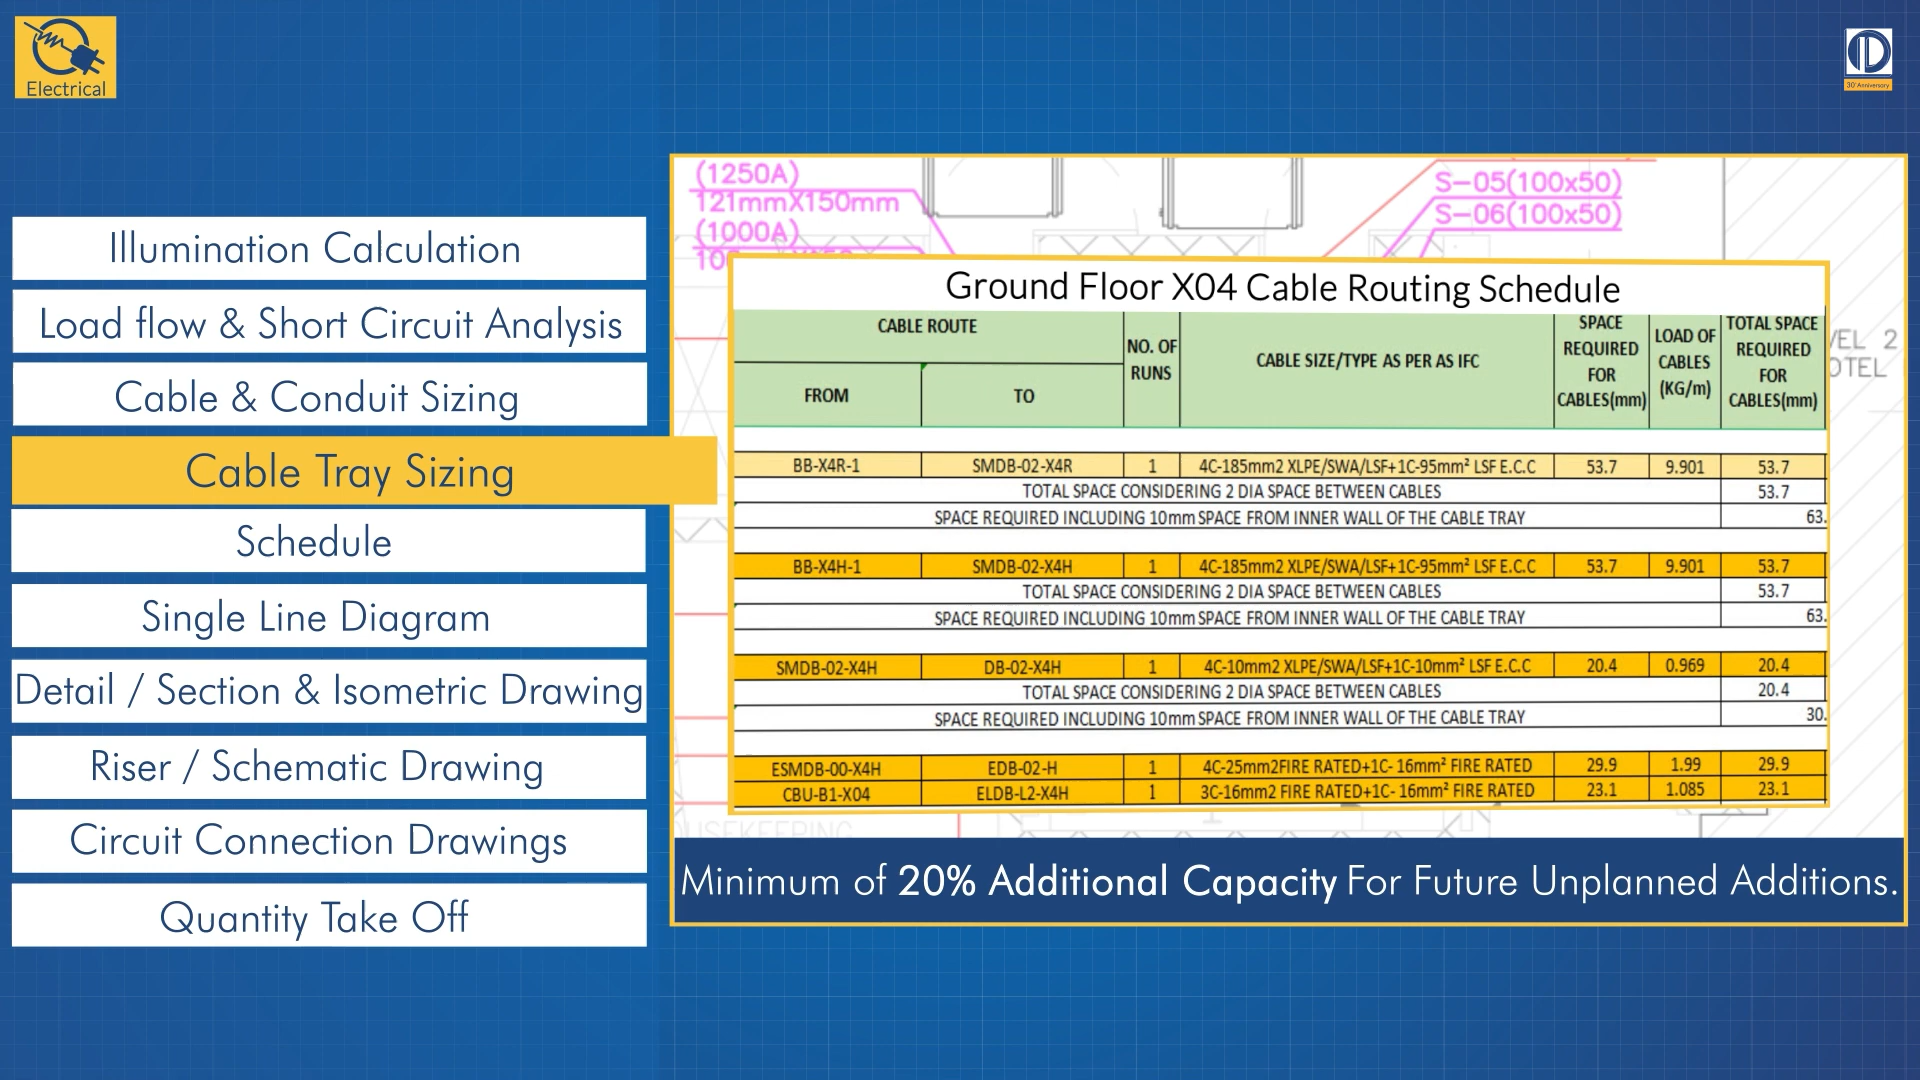 Electrical
30th Anniversary
Illumination Calculation
Load flow & Short Circuit Analysis
Cable & Conduit Sizing
Cable Tray Sizing
Schedule
Single Line Diagram
Detail / Section & Isometric Drawing
Riser / Schematic Drawing
Circuit Connection Drawings
Quantity Take Off
(1250A)
121mmX150mm
(1000A)
S-05(100x50)
S-06(100x50)
Ground Floor X04 Cable Routing Schedule
CABLE ROUTE
FROM
TO
NO. OF
RUNS
CABLE SIZE/TYPE AS PER AS IFC
SPACE
REQUIRED
FOR
CABLES(mm)
LOAD OF
CABLES
(KG/m)
TOTAL SPACE
REQUIRED
FOR
CABLES(mm)
BB-X4R-1 SMDB-02-X4R 1 4C-185mm2 XLPE/SWA/LSF+1C-95mm² LSF E.C.C 53.7 9.901 53.7
TOTAL SPACE CONSIDERING 2 DIA SPACE BETWEEN CABLES 53.7
SPACE REQUIRED INCLUDING 10mm SPACE FROM INNER WALL OF THE CABLE TRAY 63.
BB-X4H-1 SMDB-02-X4H 1 4C-185mm2 XLPE/SWA/LSF+1C-95mm² LSF E.C.C 53.7 9.901 53.7
TOTAL SPACE CONSIDERING 2 DIA SPACE BETWEEN CABLES 53.7
SPACE REQUIRED INCLUDING 10mm SPACE FROM INNER WALL OF THE CABLE TRAY 63.
SMDB-02-X4H DB-02-X4H 1 4C-10mm2 XLPE/SWA/LSF+1C-10mm² LSF E.C.C 20.4 0.969 20.4
TOTAL SPACE CONSIDERING 2 DIA SPACE BETWEEN CABLES 20.4
SPACE REQUIRED INCLUDING 10mm SPACE FROM INNER WALL OF THE CABLE TRAY 30.
ESMDB-00-X4H EDB-02-H 1 4C-25mm2FIRE RATED+1C- 16mm² FIRE RATED 29.9 1.99 29.9
CBU-B1-X04 ELDB-L2-X4H 1 3C-16mm2 FIRE RATED+1C- 16mm² FIRE RATED 23.1 1.085 23.1
Minimum of 20% Additional Capacity For Future Unplanned Additions.